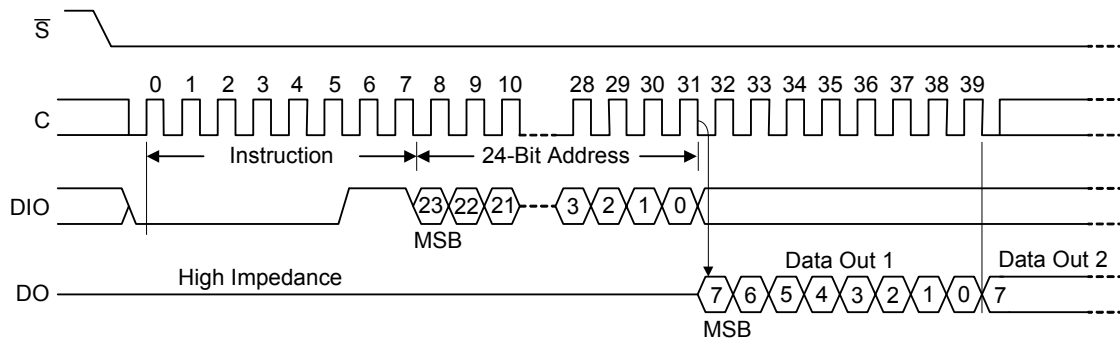 S̅
0 1 2 3 4 5 6 7 8 9 10 28 29 30 31 32 33 34 35 36 37 38 39
C
Instruction 24-Bit Address
DIO 23 22 21 3 2 1 0
MSB
High Impedance Data Out 1 Data Out 2
DO 7 6 5 4 3 2 1 0 7
MSB